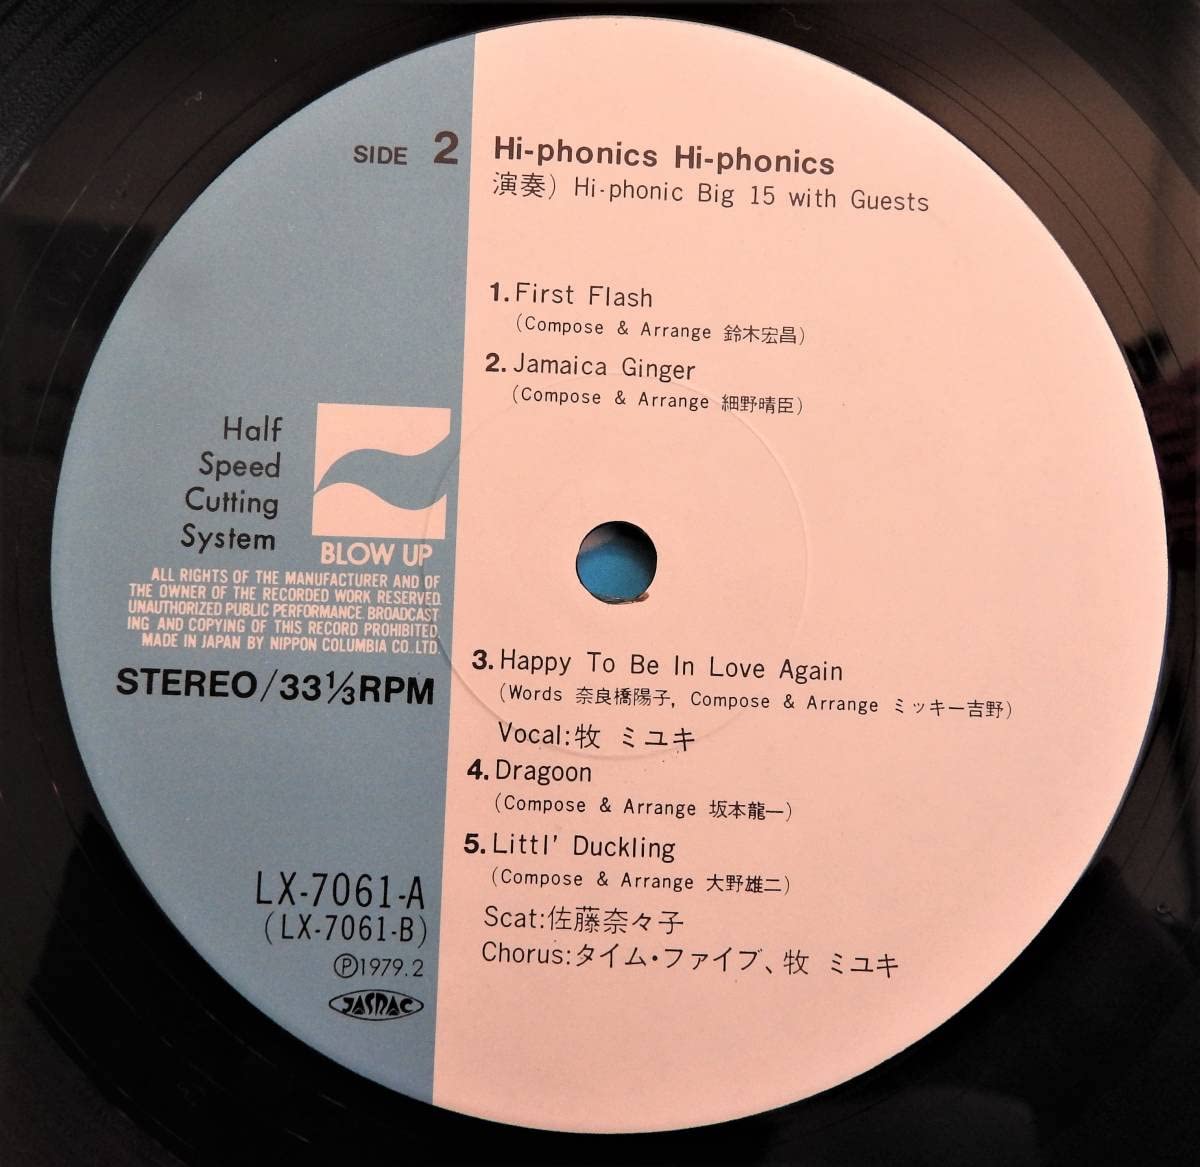 SIDE 2
Hi-phonics Hi-phonics
演奏) Hi-phonic Big 15 with Guests
1. First Flash
(Compose & Arrange 鈴木宏昌)
2. Jamaica Ginger
(Compose & Arrange 細野晴臣)
Half
Speed
Cutting
System
BLOW UP
ALL RIGHTS OF THE MANUFACTURER AND OF
THE OWNER OF THE RECORDED WORK RESERVED.
UNAUTHORIZED PUBLIC PERFORMANCE. BROADCAST
ING AND COPYING OF THIS RECORD PROHIBITED.
MADE IN JAPAN BY NIPPON COLUMBIA CO., LTD.
STEREO/33⅓RPM
3. Happy To Be In Love Again
(Words 奈良橋陽子, Compose & Arrange ミッキー吉野)
Vocal:牧 ミユキ
4. Dragoon
(Compose & Arrange 坂本龍一)
5. Littl' Duckling
(Compose & Arrange 大野雄二)
Scat:佐藤奈々子
Chorus:タイム・ファイブ、牧 ミユキ
LX-7061-A
(LX-7061-B)
Ⓟ1979.2
JASRAC